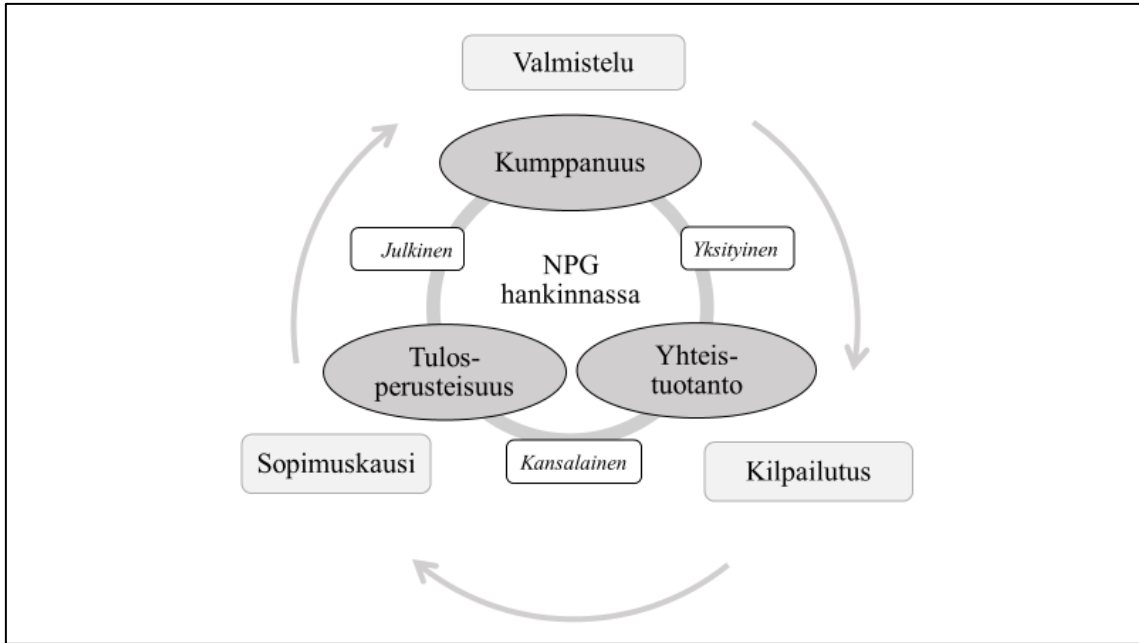 Valmistelu
Kumppanuus
Julkinen
Yksityinen
NPG
hankinnassa
Tulos-
perusteisuus
Yhteis-
tuotanto
Sopimuskausi
Kansalainen
Kilpailutus